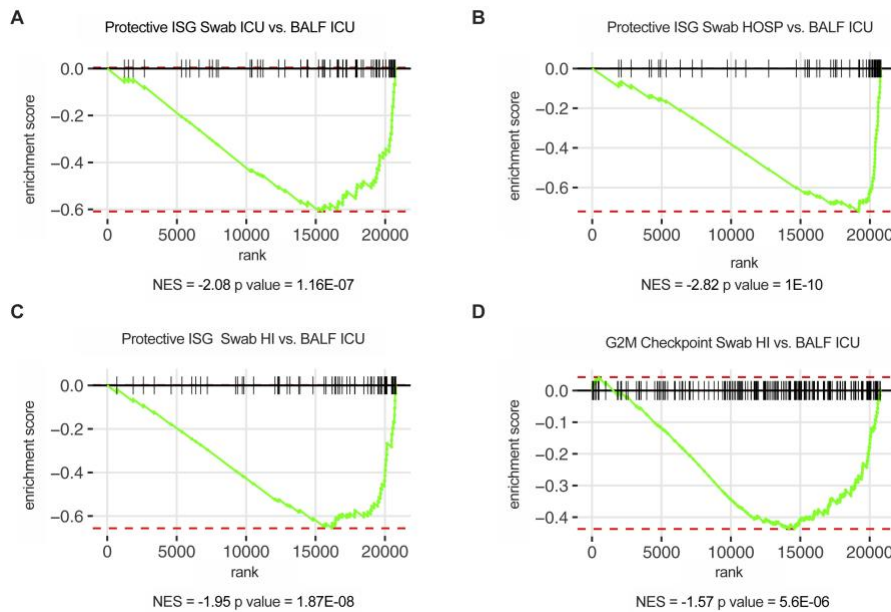 A
Protective ISG Swab ICU vs. BALF ICU
0.0
−0.2
−0.4
−0.6
enrichment score
0 5000 10000 15000 20000
rank
NES = -2.08 p value = 1.16E-07
B
Protective ISG Swab HOSP vs. BALF ICU
0.0
−0.2
−0.4
−0.6
enrichment score
0 5000 10000 15000 20000
rank
NES = -2.82 p value = 1E-10
C
Protective ISG Swab HI vs. BALF ICU
0.0
−0.2
−0.4
−0.6
enrichment score
0 5000 10000 15000 20000
rank
NES = -1.95 p value = 1.87E-08
D
G2M Checkpoint Swab HI vs. BALF ICU
0.0
−0.1
−0.2
−0.3
−0.4
enrichment score
0 5000 10000 15000 20000
rank
NES = -1.57 p value = 5.6E-06